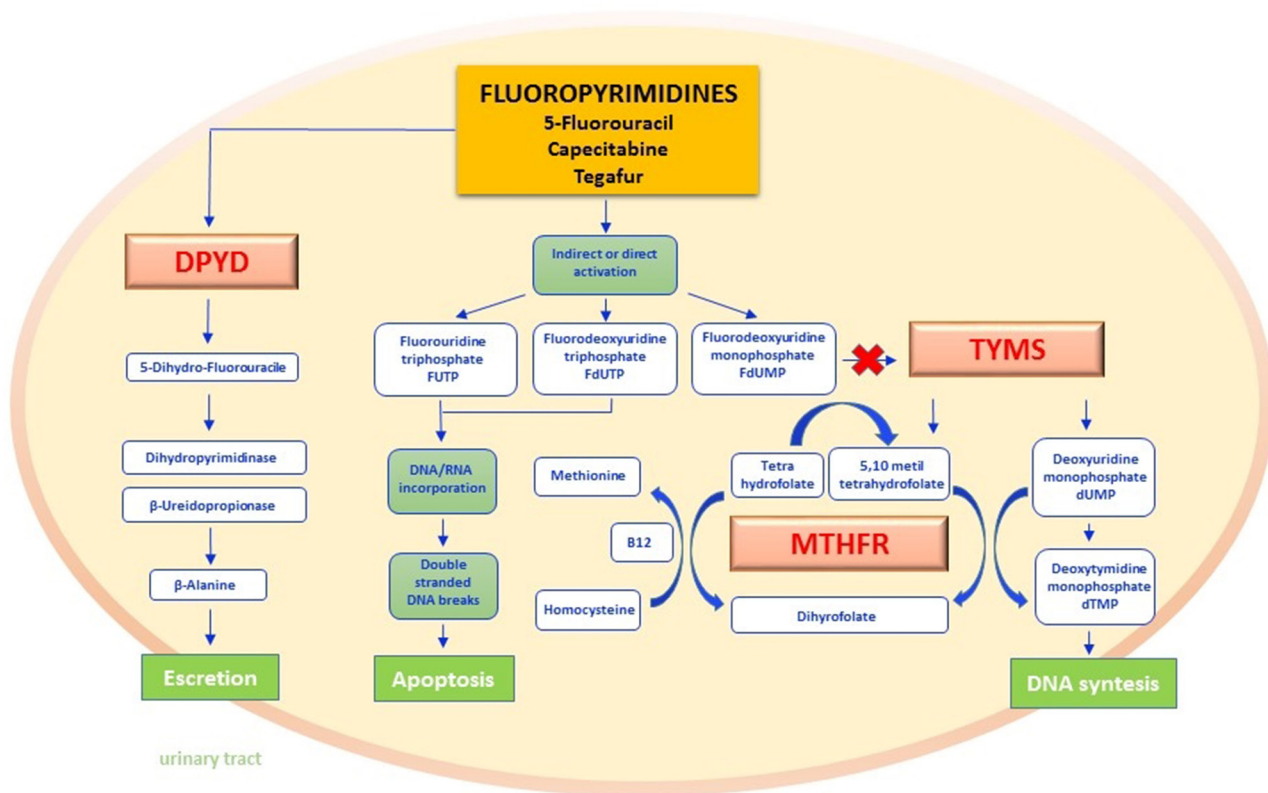 FLUOROPYRIMIDINES
5-Fluorouracil
Capecitabine
Tegafur
DPYD
Indirect or direct
activation
5-Dihydro-Fluorouracile
Fluorouridine
triphosphate
FUTP
Fluorodeoxyuridine
triphosphate
FdUTP
Fluorodeoxyuridine
monophosphate
FdUMP
TYMS
Dihydropyrimidinase
β-Ureidopropionase
β-Alanine
DNA/RNA
incorporation
Double
stranded
DNA breaks
Methionine
B12
Homocysteine
Tetra
hydrofolate
5,10 metil
tetrahydrofolate
MTHFR
Dihyrofolate
Deoxyuridine
monophosphate
dUMP
Deoxytymidine
monophosphate
dTMP
Escretion
Apoptosis
DNA syntesis
urinary tract